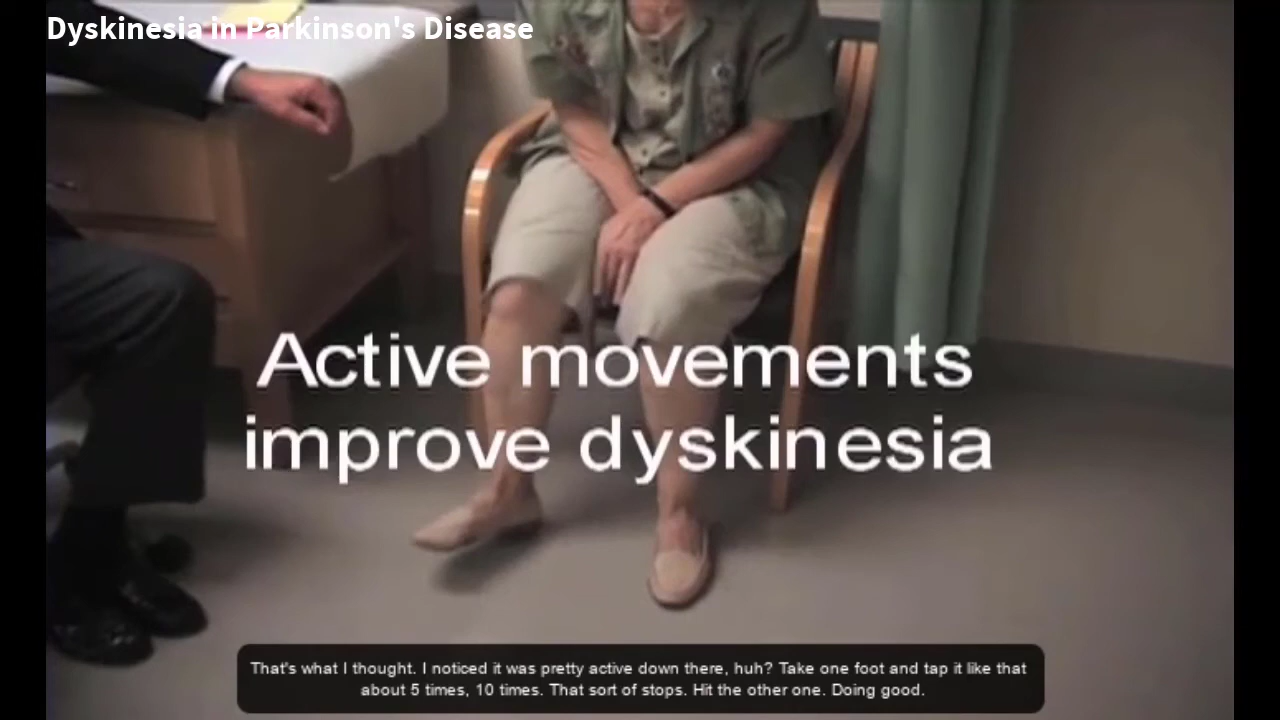 Dyskinesia in Parkinson's Disease
Active movements
improve dyskinesia
That's what I thought. I noticed it was pretty active down there, huh? Take one foot and tap it like that
about 5 times, 10 times. That sort of stops. Hit the other one. Doing good.